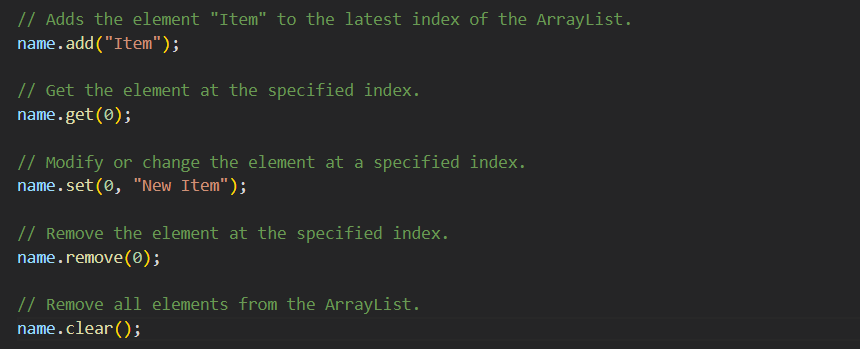 // Adds the element "Item" to the latest index of the ArrayList.
name.add("Item");
// Get the element at the specified index.
name.get(0);
// Modify or change the element at a specified index.
name.set(0, "New Item");
// Remove the element at the specified index.
name.remove(0);
// Remove all elements from the ArrayList.
name.clear();